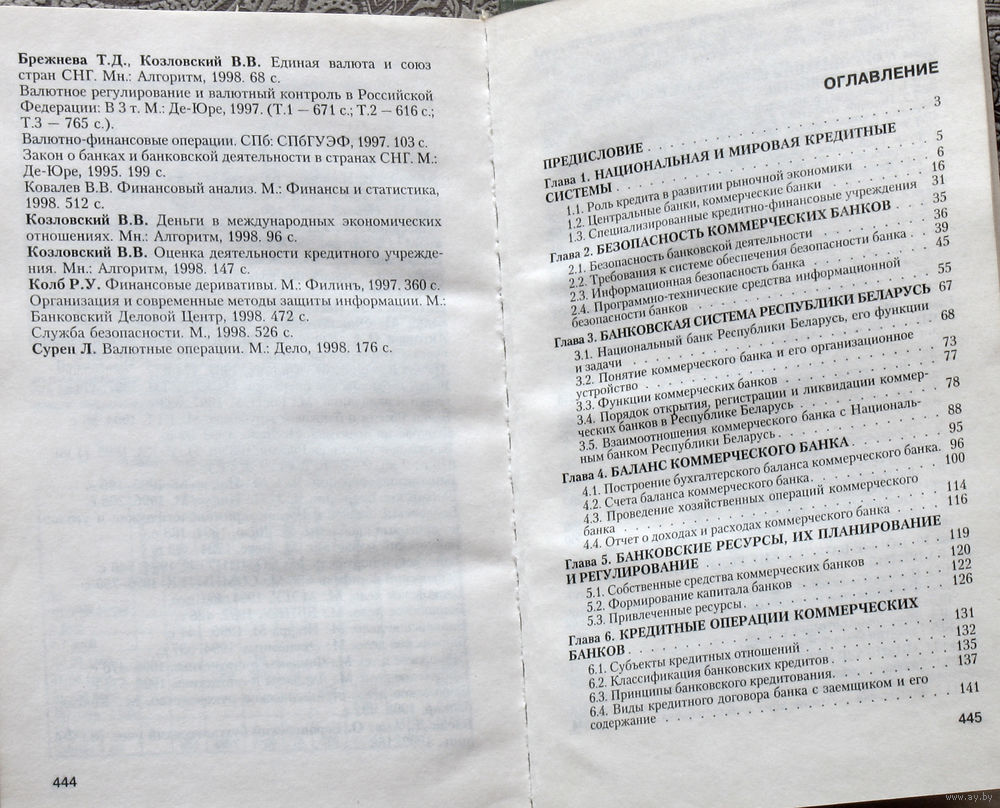 Брежнева Т.Д., Козловский В.В. Единая валюта и союз
стран СНГ. Мн.: Алгоритм, 1998. 68 с.
Валютное регулирование и валютный контроль в Российской
Федерации: В 3 т. М.: Де-Юре, 1997. (Т.1 — 671 с.; Т.2 — 616 с.;
Т.3 — 765 с.).
Валютно-финансовые операции. СПб: СПбГУЭФ, 1997. 103 с.
Закон о банках и банковской деятельности в странах СНГ. М.:
Де-Юре, 1995. 199 с.
Ковалев В.В. Финансовый анализ. М.: Финансы и статистика,
1998. 512 с.
Козловский В.В. Деньги в международных экономических
отношениях. Мн.: Алгоритм, 1998. 96 с.
Козловский В.В. Оценка деятельности кредитного учрежде-
ния. Мн.: Алгоритм, 1998. 147 с.
Колб Р.У. Финансовые деривативы. М.: Филинъ, 1997. 360 с.
Организация и современные методы защиты информации. М.:
Банковский Деловой Центр, 1998. 472 с.
Служба безопасности. М., 1998. 526 с.
Сурен Л. Валютные операции. М.: Дело, 1998. 176 с.
444
ОГЛАВЛЕНИЕ
ПРЕДИСЛОВИЕ . . . 3
Глава 1. НАЦИОНАЛЬНАЯ И МИРОВАЯ КРЕДИТНЫЕ
СИСТЕМЫ . . . 5
1.1. Роль кредита в развитии рыночной экономики . . . 6
1.2. Центральные банки, коммерческие банки . . . 16
1.3. Специализированные кредитно-финансовые учреждения 31
Глава 2. БЕЗОПАСНОСТЬ КОММЕРЧЕСКИХ БАНКОВ . . . 35
2.1. Безопасность банковской деятельности . . . 36
2.2. Требования к системе обеспечения безопасности банка . 39
2.3. Информационная безопасность банка . . . 45
2.4. Программно-технические средства информационной
безопасности банков . . . 55
Глава 3. БАНКОВСКАЯ СИСТЕМА РЕСПУБЛИКИ БЕЛАРУСЬ 67
3.1. Национальный банк Республики Беларусь, его функции
и задачи . . . 68
3.2. Понятие коммерческого банка и его организационное
устройство . . . 73
3.3. Функции коммерческих банков . . . 77
3.4. Порядок открытия, регистрации и ликвидации коммер-
ческих банков в Республике Беларусь . . . 78
3.5. Взаимоотношения коммерческого банка с Националь-
ным банком Республики Беларусь . . . 88
Глава 4. БАЛАНС КОММЕРЧЕСКОГО БАНКА . . . 95
4.1. Построение бухгалтерского баланса коммерческого банка. 96
4.2. Счета баланса коммерческого банка. . . . 100
4.3. Проведение хозяйственных операций коммерческого
банка . . . 114
4.4. Отчет о доходах и расходах коммерческого банка . . . 116
Глава 5. БАНКОВСКИЕ РЕСУРСЫ, ИХ ПЛАНИРОВАНИЕ
И РЕГУЛИРОВАНИЕ . . . 119
5.1. Собственные средства коммерческих банков . . . 120
5.2. Формирование капитала банков . . . 122
5.3. Привлеченные ресурсы . . . 126
Глава 6. КРЕДИТНЫЕ ОПЕРАЦИИ КОММЕРЧЕСКИХ
БАНКОВ . . . 131
6.1. Субъекты кредитных отношений . . . 132
6.2. Классификация банковских кредитов . . . 135
6.3. Принципы банковского кредитования . . . 137
6.4. Виды кредитного договора банка с заемщиком и его
содержание . . . 141
445
www.ay.by